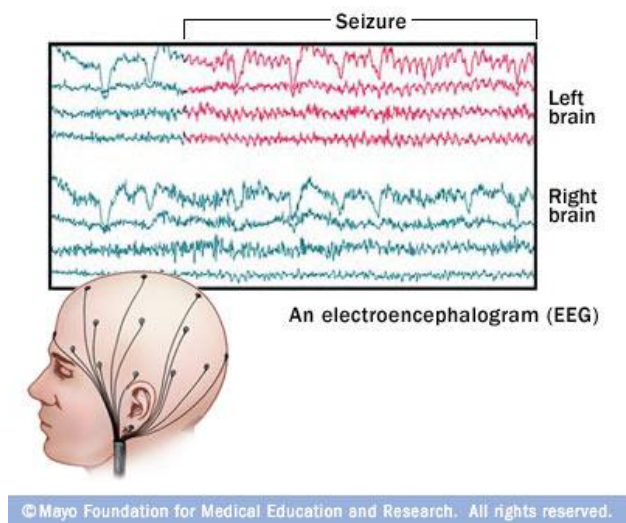 Seizure
Left
brain
Right
brain
An electroencephalogram (EEG)
©Mayo Foundation for Medical Education and Research. All rights reserved.